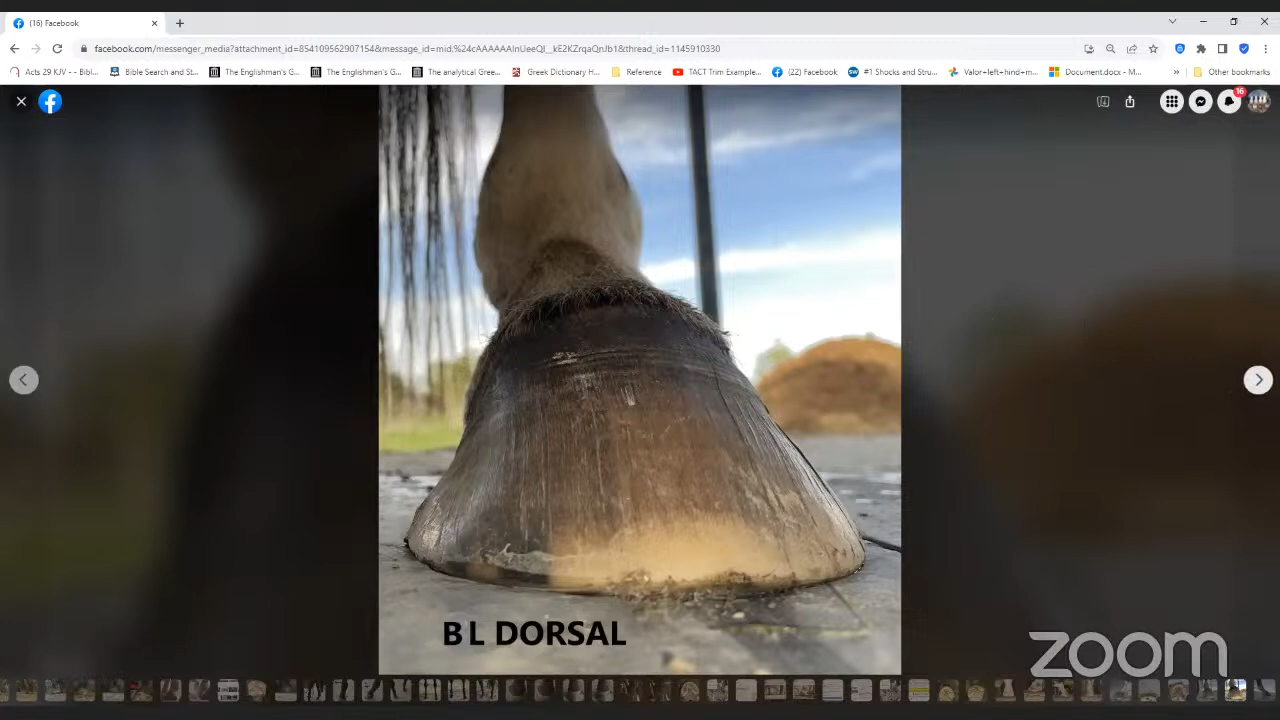 (16) Facebook
facebook.com/messenger_media?attachment_id=854109562907154&message_id=mid.%24cAAAAAAInUeeQI_.kE2KZrqaQnJb1&thread_id=1145910330
Acts 29 KJV - - Bibl...
Bible Search and St...
The Englishman's G...
The Englishman's G...
The analytical Gree...
Greek Dictionary H...
Reference
TACT Trim Example...
(22) Facebook
#1 Shocks and Stru...
Valor+left+hind+m...
Document.docx - M...
»
Other bookmarks
16
B L DORSAL
zoom